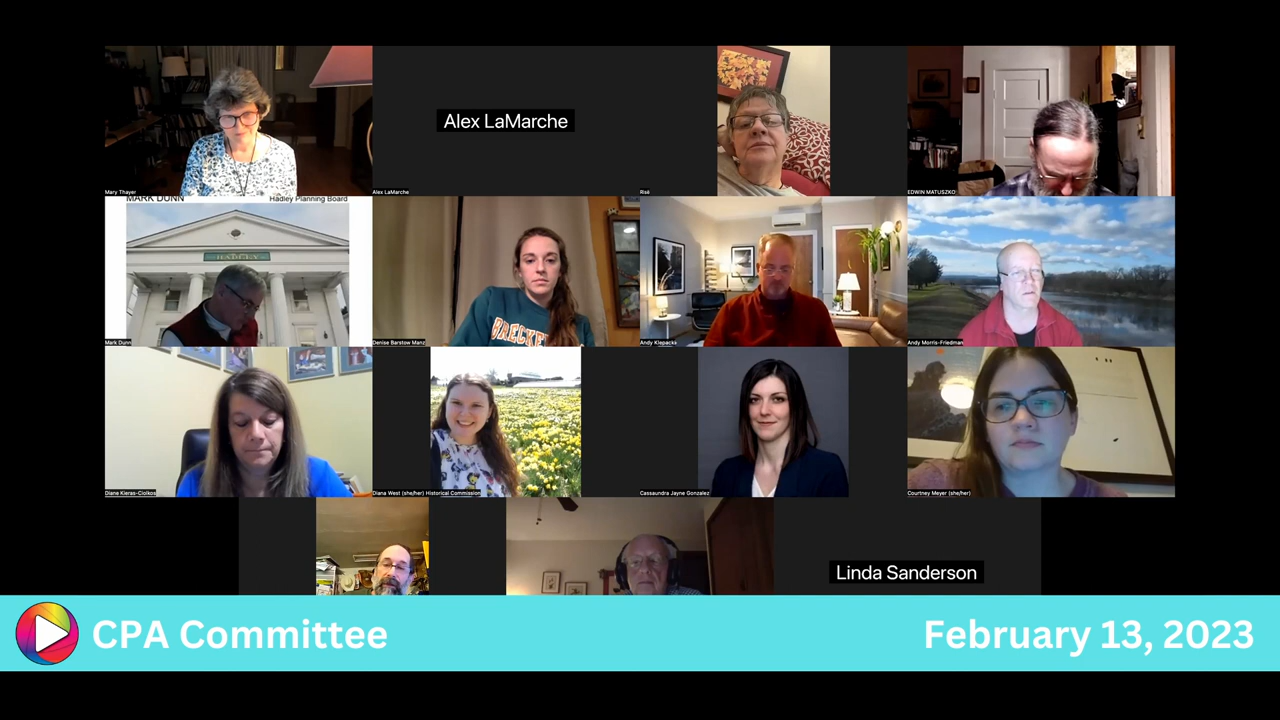 Mary Thayer
Alex LaMarche
Alex LaMarche
Risë
EDWIN MATUSZKO
MARK DUNN
Hadley Planning Board
HADLEY
Mark Dunn
WRECKE
Denise Barstow Manz
Andy Klepacki
Andy Morris-Friedman
Diane Kieras-Ciolkos
Diana West (she/her) Historical Commission
Cassaundra Jayne Gonzalez
Courtney Meyer (she/her)
Linda Sanderson
CPA Committee
February 13, 2023